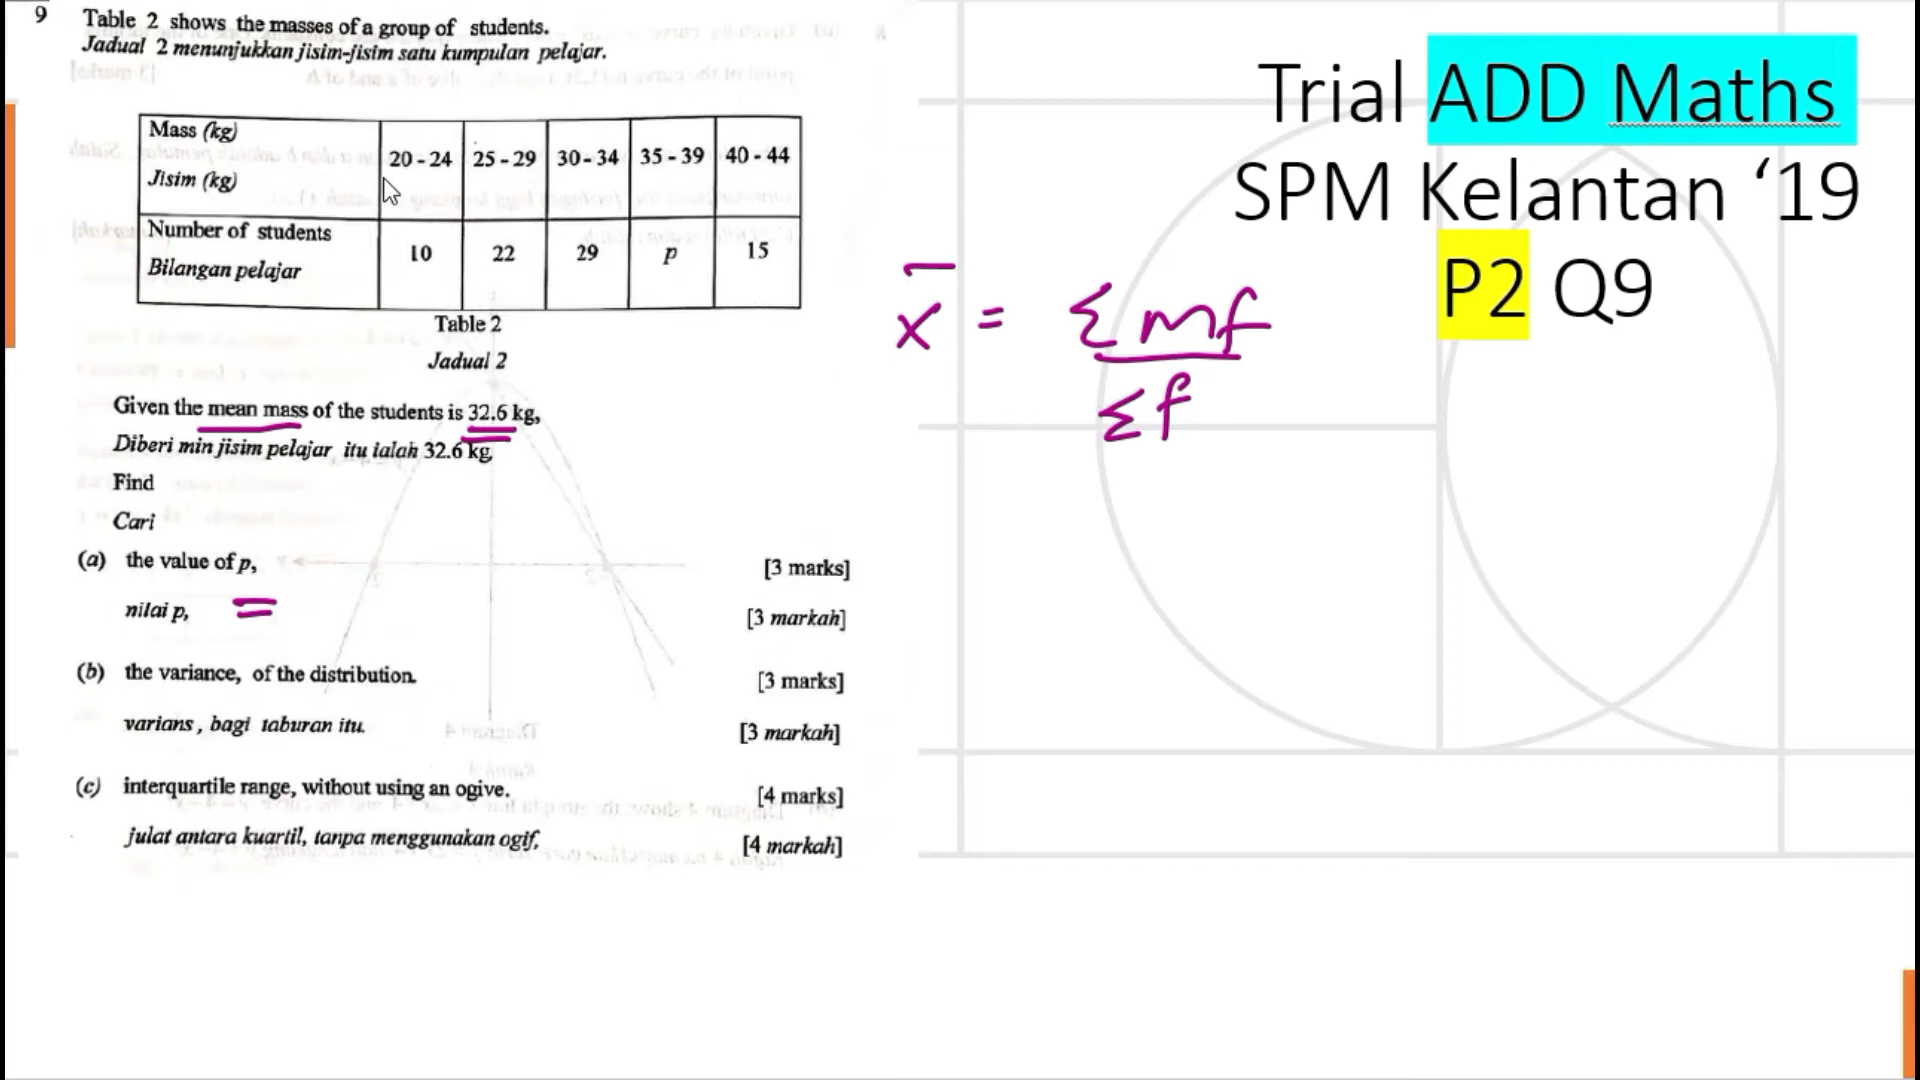 9 Table 2 shows the masses of a group of students.
Jadual 2 menunjukkan jisim-jisim satu kumpulan pelajar.
Mass (kg)
Jisim (kg)
20 - 24 25 - 29 30 - 34 35 - 39 40 - 44
Number of students
Bilangan pelajar
10 22 29 p 15
Table 2
Jadual 2
Given the mean mass of the students is 32.6 kg,
Diberi min jisim pelajar itu ialah 32.6 kg
Find
Cari
(a) the value of p, [3 marks]
nilai p, [3 markah]
(b) the variance, of the distribution. [3 marks]
varians , bagi taburan itu. [3 markah]
(c) interquartile range, without using an ogive. [4 marks]
julat antara kuartil, tanpa menggunakan ogif, [4 markah]
Trial ADD Maths
SPM Kelantan ‘19
P2 Q9
x̄ = Σmf
Σf